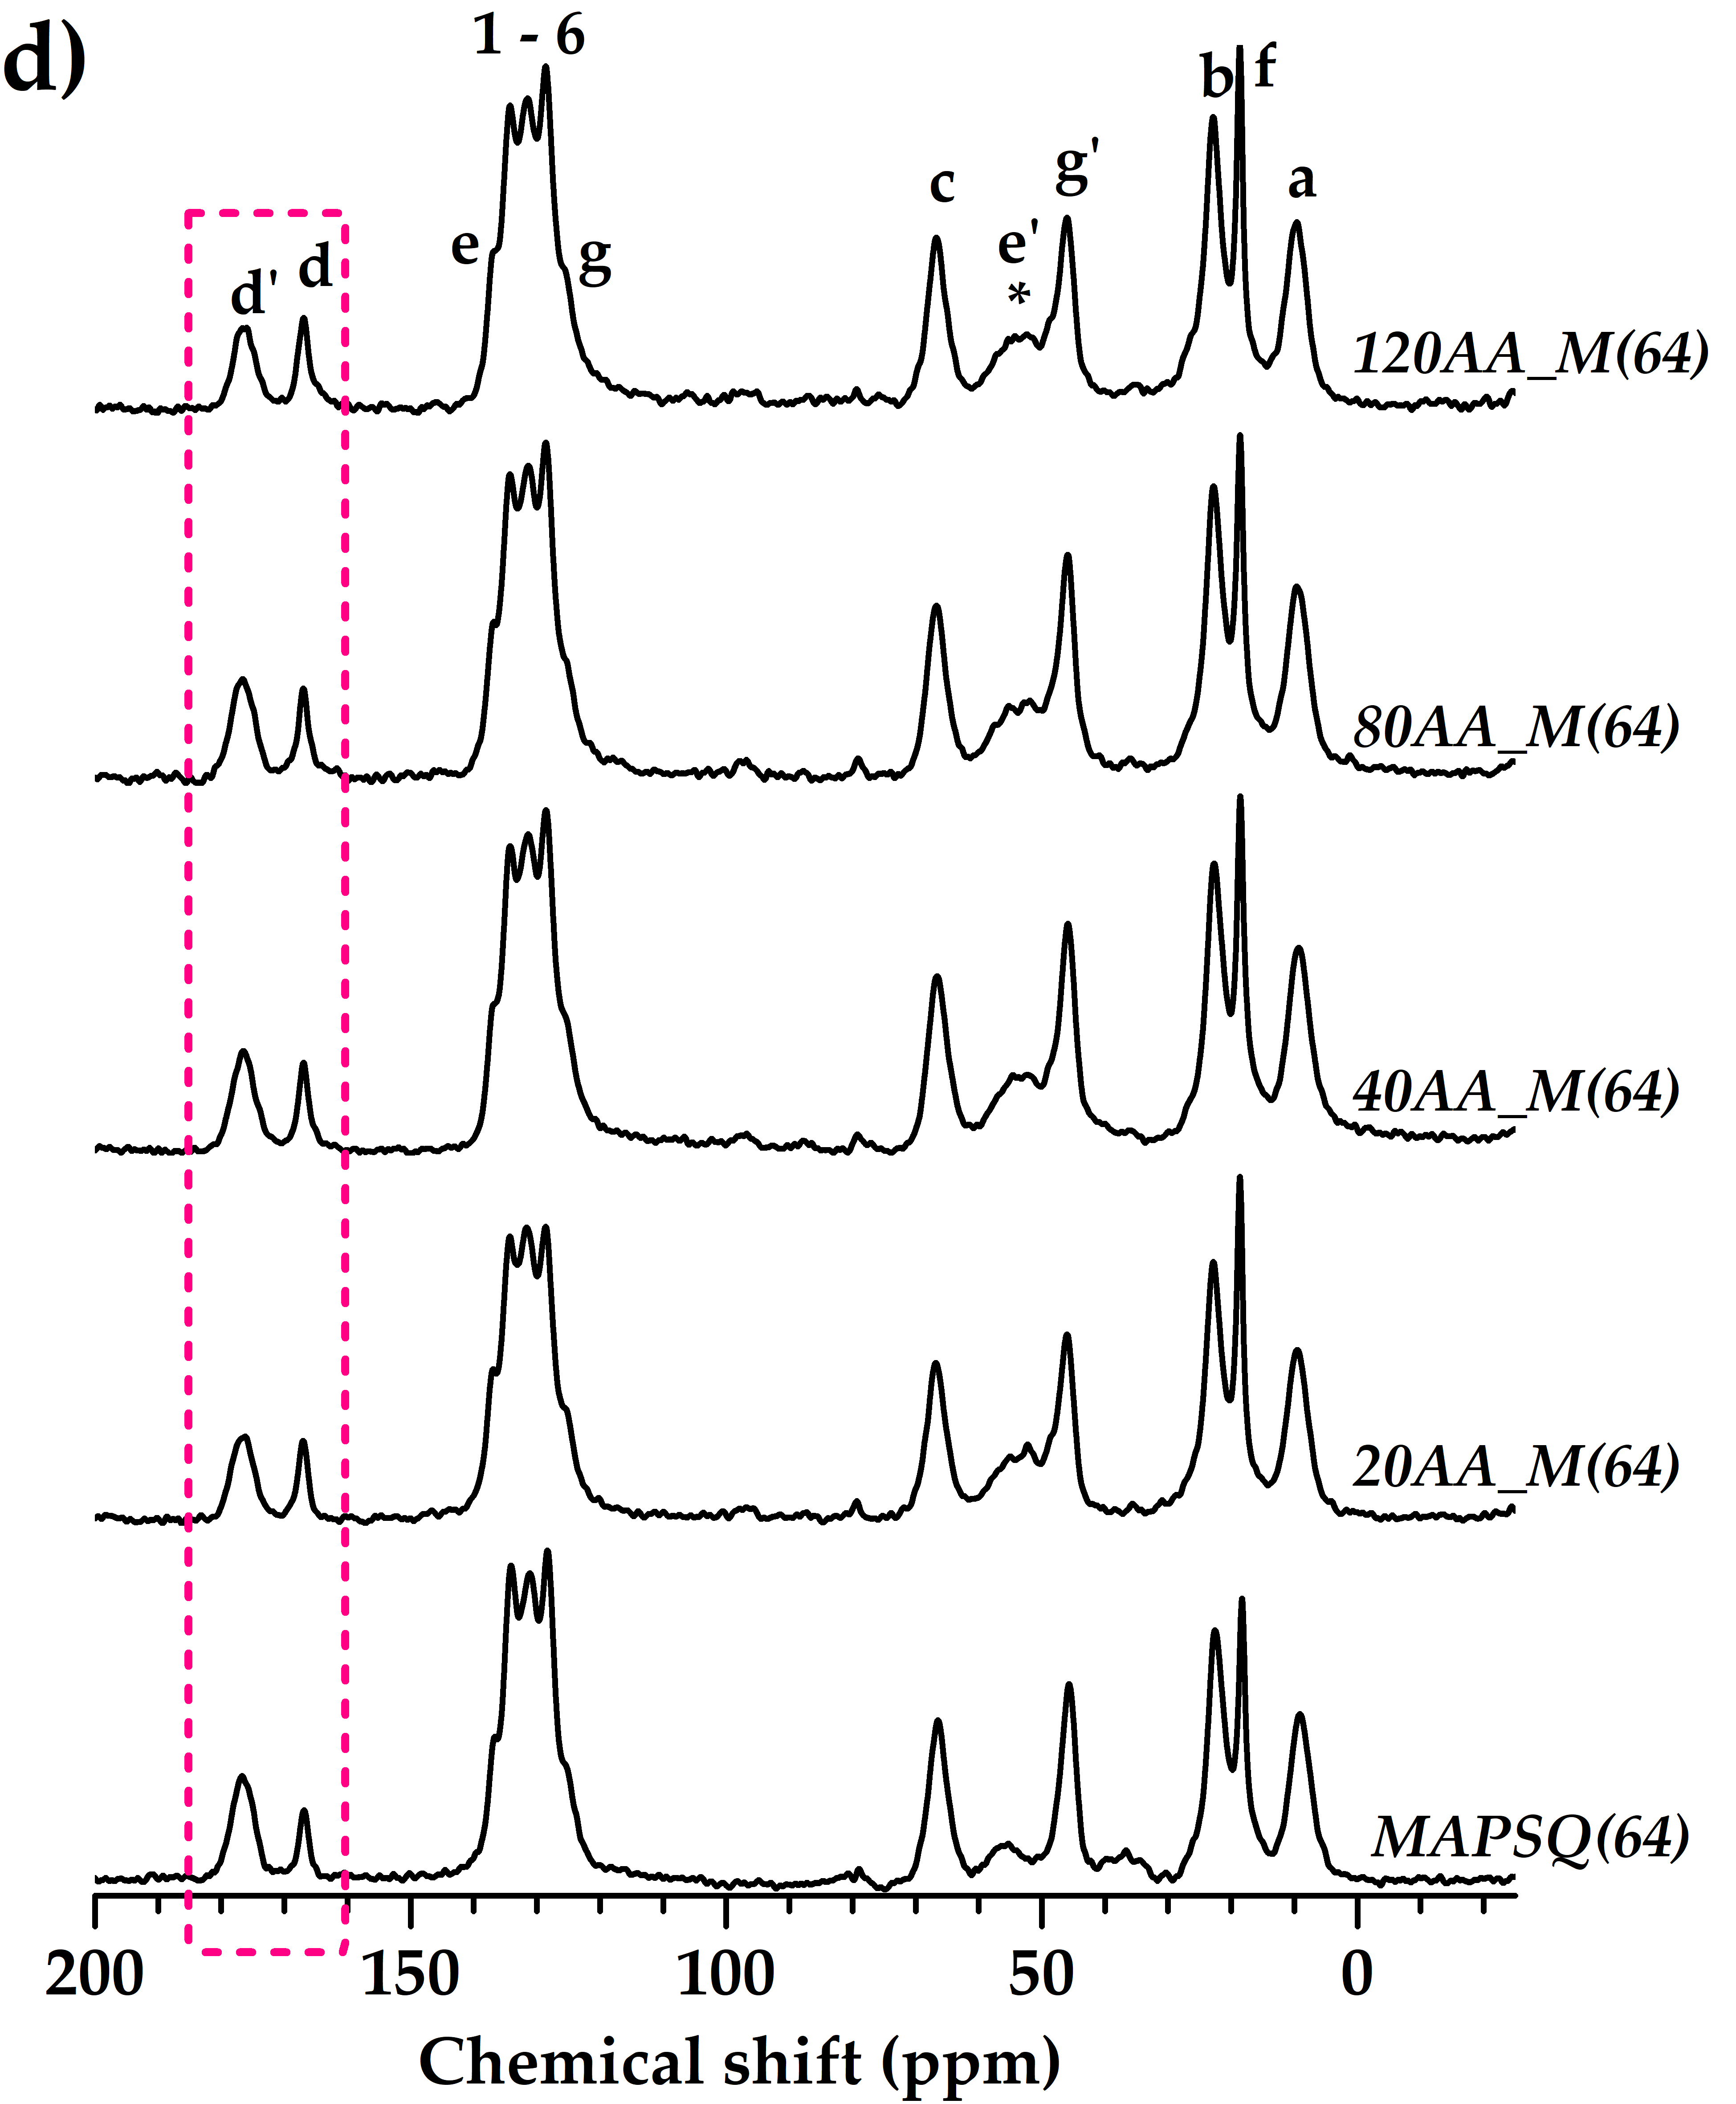 d)
1 - 6
b f
g'
c
a
e'
*
e
g
d
d'
120AA_M(64)
80AA_M(64)
40AA_M(64)
20AA_M(64)
MAPSQ(64)
200 150 100 50 0
Chemical shift (ppm)